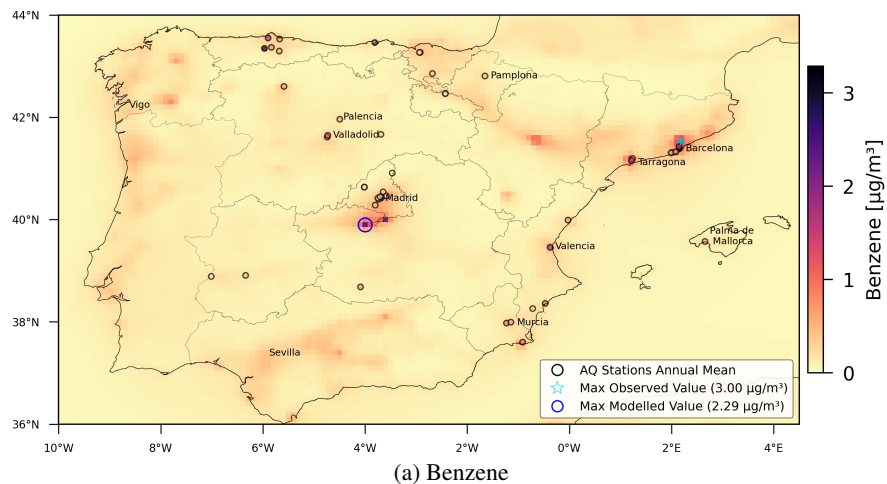 44°N
42°N
40°N
38°N
36°N
10°W
8°W
6°W
4°W
2°W
0°W
2°E
4°E
Vigo
Pamplona
Palencia
Valladolid
Barcelona
Tarragona
Madrid
Palma de
Mallorca
Valencia
Murcia
Sevilla
AQ Stations Annual Mean
Max Observed Value (3.00 µg/m³)
Max Modelled Value (2.29 µg/m³)
3
2
1
0
Benzene [µg/m³]
(a) Benzene